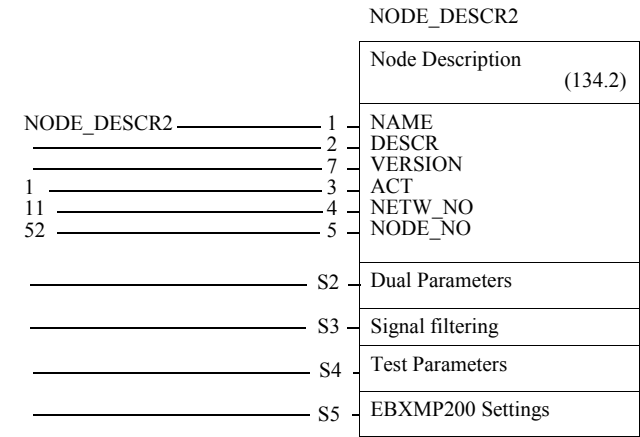 NODE_DESCR2
Node Description
(134.2)
NODE_DESCR2 1 NAME
2 DESCR
7 VERSION
1 3 ACT
11 4 NETW_NO
52 5 NODE_NO
S2 Dual Parameters
S3 Signal filtering
S4 Test Parameters
S5 EBXMP200 Settings